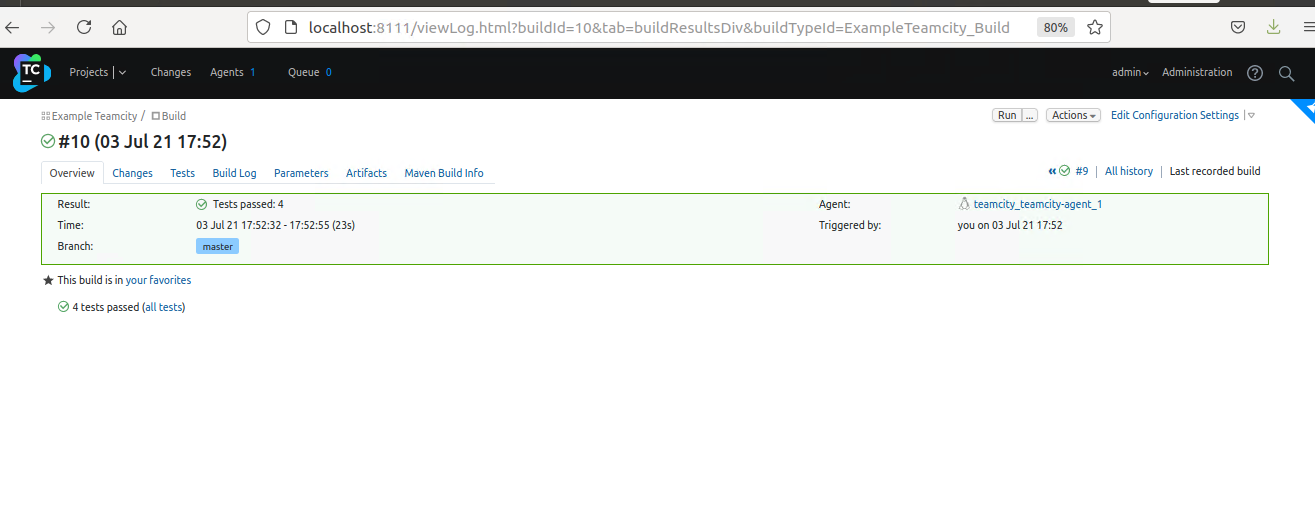 localhost:8111/viewLog.html?buildId=10&tab=buildResultsDiv&buildTypeId=ExampleTeamcity_Build 80%
TC Projects Changes Agents 1 Queue 0 admin Administration ?
Example Teamcity / Build Run ... Actions Edit Configuration Settings
#10 (03 Jul 21 17:52)
Overview Changes Tests Build Log Parameters Artifacts Maven Build Info « #9 | All history | Last recorded build
Result: Tests passed: 4 Agent: teamcity_teamcity-agent_1
Time: 03 Jul 21 17:52:32 - 17:52:55 (23s) Triggered by: you on 03 Jul 21 17:52
Branch: master
This build is in your favorites
4 tests passed (all tests)